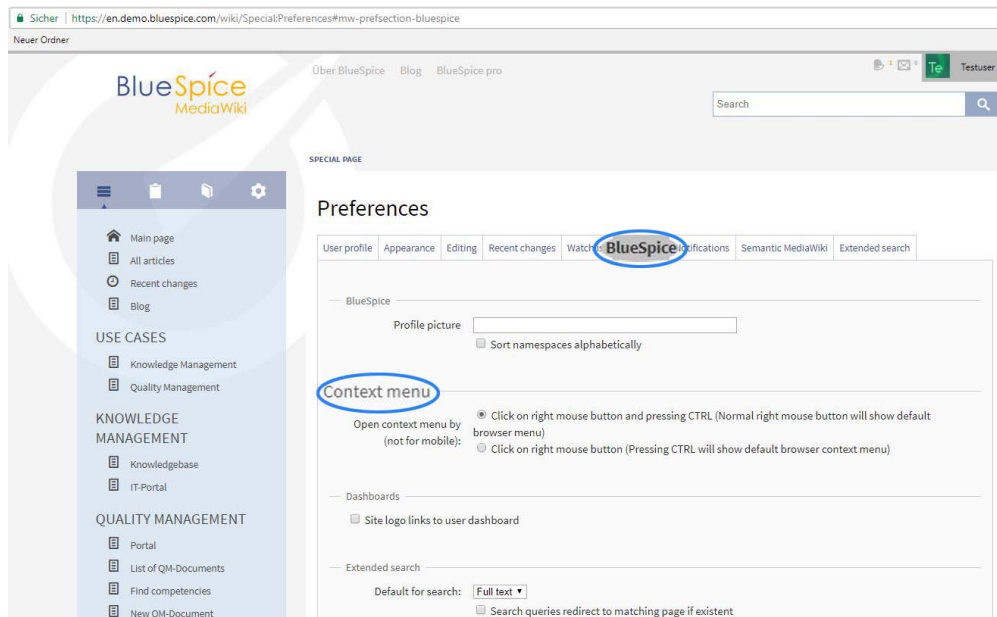 Sicher | https://en.demo.bluespice.com/wiki/Special:Preferences#mw-prefsection-bluespice
Neuer Ordner
BlueSpice
MediaWiki
Über BlueSpice Blog BlueSpice pro
Te Testuser
Search
SPECIAL PAGE
Main page
All articles
Recent changes
Blog
USE CASES
Knowledge Management
Quality Management
KNOWLEDGE
MANAGEMENT
Knowledgebase
IT-Portal
QUALITY MANAGEMENT
Portal
List of QM-Documents
Find competencies
New QM-Document
Preferences
User profile Appearance Editing Recent changes BlueSpice Semantic MediaWiki Extended search
BlueSpice
Profile picture
Sort namespaces alphabetically
Context menu
Open context menu by
(not for mobile):
Click on right mouse button and pressing CTRL (Normal right mouse button will show default
browser menu)
Click on right mouse button (Pressing CTRL will show default browser context menu)
Dashboards
Site logo links to user dashboard
Extended search
Default for search: Full text
Search queries redirect to matching page if existent